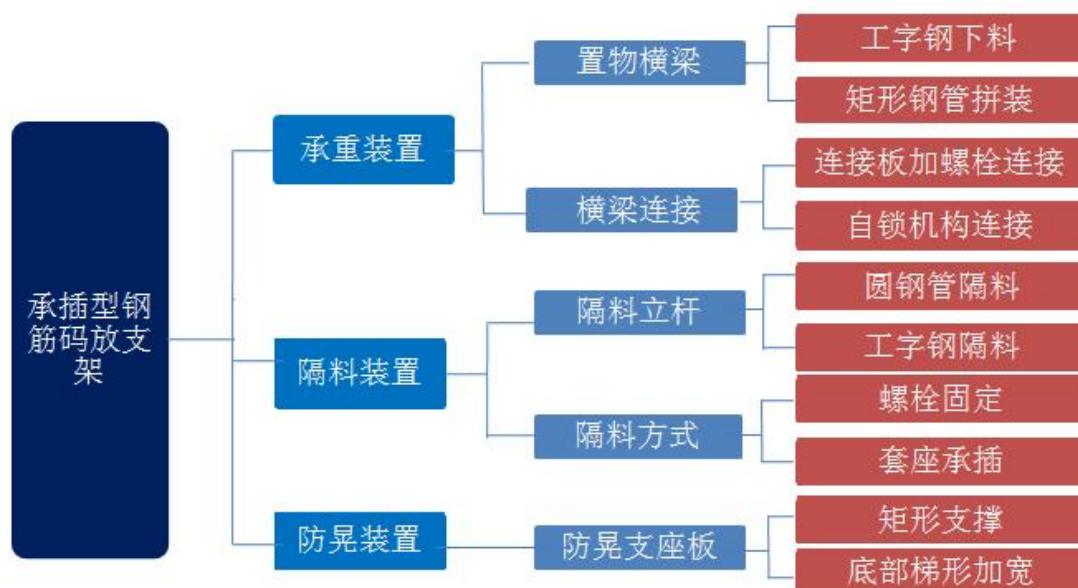 承插型钢
筋码放支
架
承重装置
置物横梁
工字钢下料
矩形钢管拼装
横梁连接
连接板加螺栓连接
自锁机构连接
隔料装置
隔料立杆
圆钢管隔料
工字钢隔料
隔料方式
螺栓固定
套座承插
防晃装置
防晃支座板
矩形支撑
底部梯形加宽